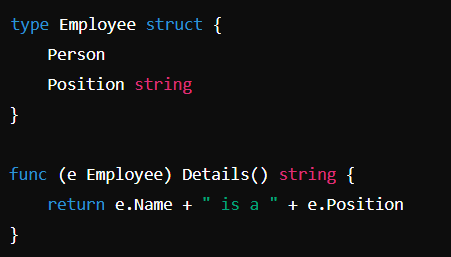 type Employee struct {
    Person
    Position string
}

func (e Employee) Details() string {
    return e.Name + " is a " + e.Position
}